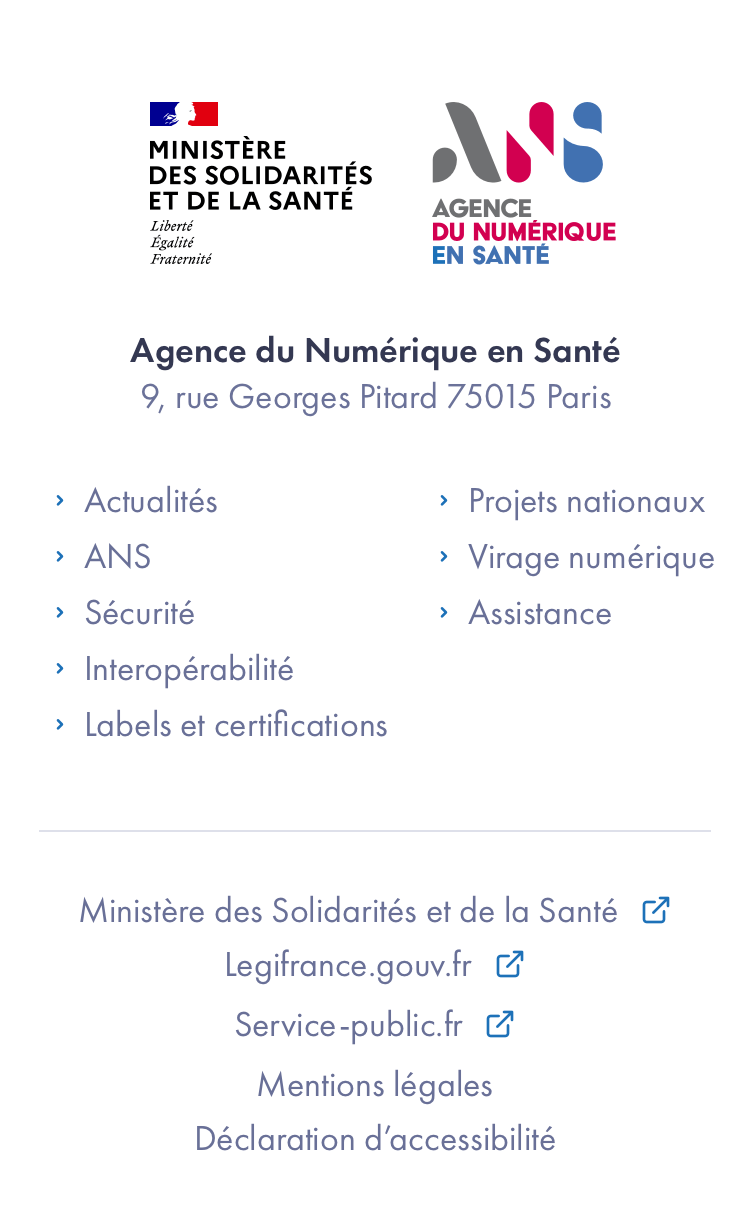 MINISTÈRE
DES SOLIDARITÉS
ET DE LA SANTÉ
Liberté
Égalité
Fraternité
ANS
AGENCE
DU NUMÉRIQUE
EN SANTÉ
Agence du Numérique en Santé
9, rue Georges Pitard 75015 Paris
Actualités
ANS
Sécurité
Interopérabilité
Labels et certifications
Projets nationaux
Virage numérique
Assistance
Ministère des Solidarités et de la Santé
Legifrance.gouv.fr
Service-public.fr
Mentions légales
Déclaration d’accessibilité